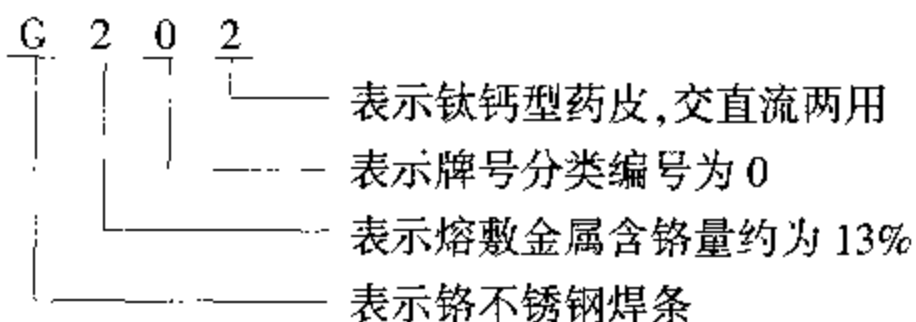 G 2 0 2
表示钛钙型药皮,交直流两用
表示牌号分类编号为 0
表示熔敷金属含铬量约为 13%
表示铬不锈钢焊条